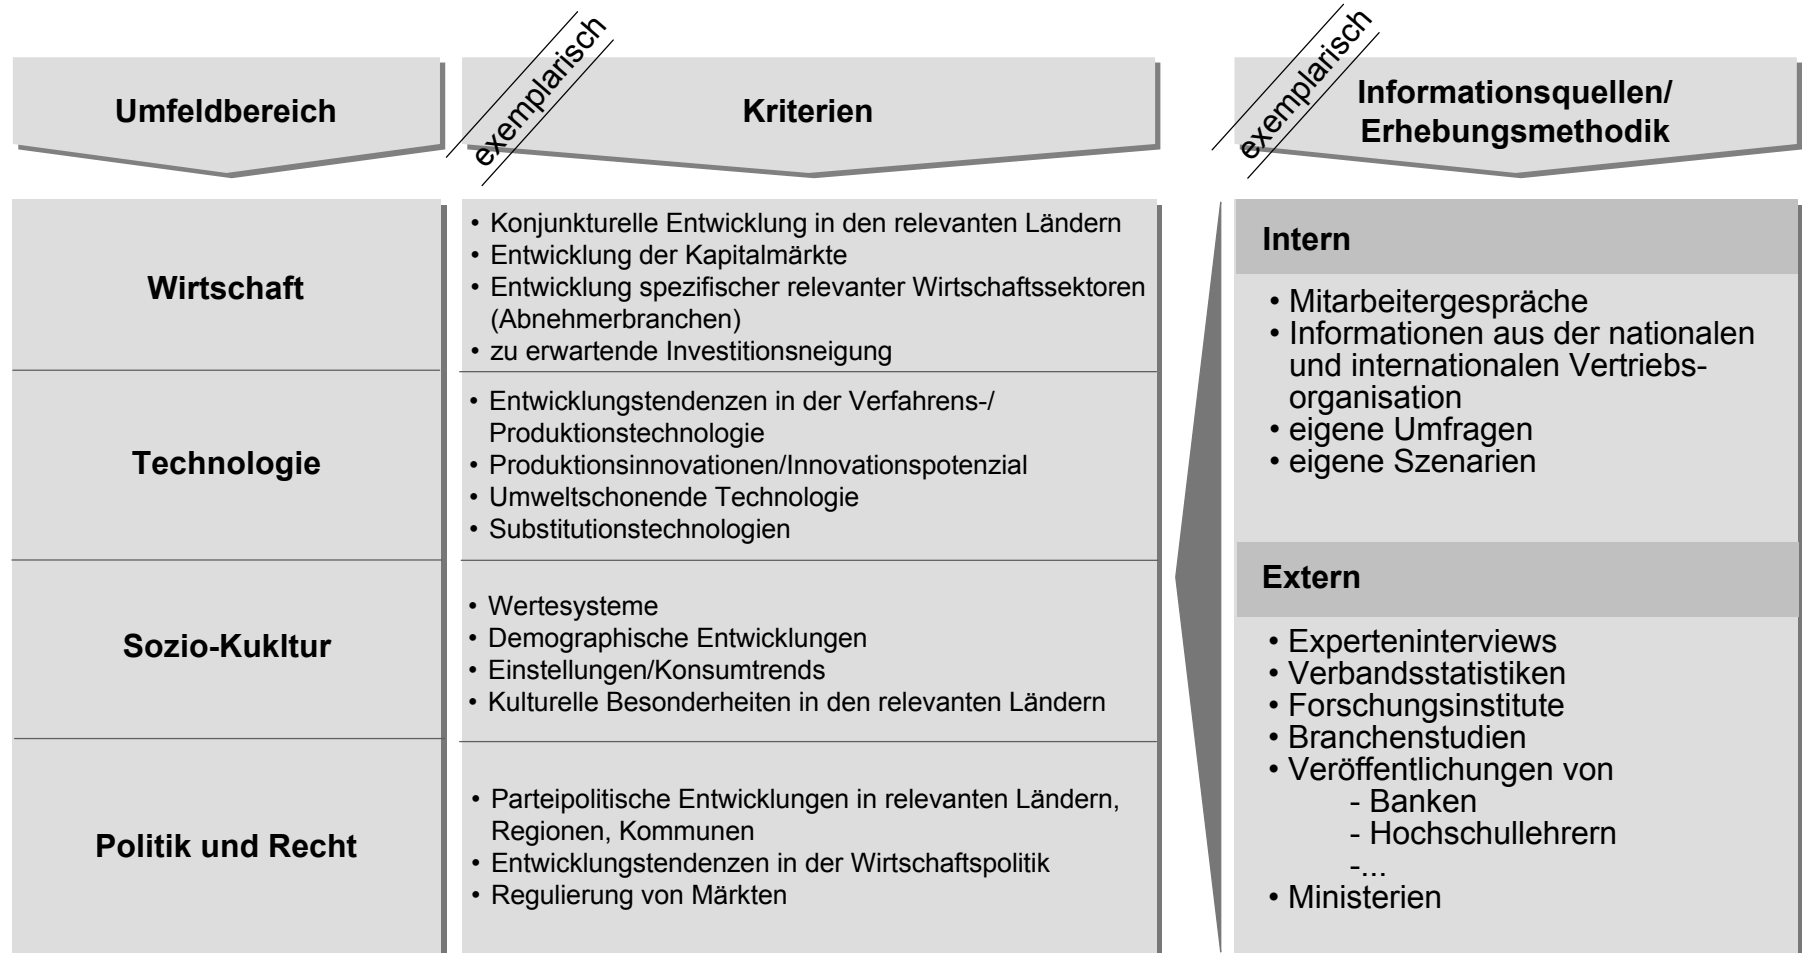 Umfeldbereich
exemplarisch
Kriterien
exemplarisch
Informationsquellen/
Erhebungsmethodik
Wirtschaft
• Konjunkturelle Entwicklung in den relevanten Ländern
• Entwicklung der Kapitalmärkte
• Entwicklung spezifischer relevanter Wirtschaftssektoren
(Abnehmerbranchen)
• zu erwartende Investitionsneigung
Technologie
• Entwicklungstendenzen in der Verfahrens-/
Produktionstechnologie
• Produktionsinnovationen/Innovationspotenzial
• Umweltschonende Technologie
• Substitutionstechnologien
Sozio-Kukltur
• Wertesysteme
• Demographische Entwicklungen
• Einstellungen/Konsumtrends
• Kulturelle Besonderheiten in den relevanten Ländern
Politik und Recht
• Parteipolitische Entwicklungen in relevanten Ländern,
Regionen, Kommunen
• Entwicklungstendenzen in der Wirtschaftspolitik
• Regulierung von Märkten
Intern
• Mitarbeitergespräche
• Informationen aus der nationalen
und internationalen Vertriebs-
organisation
• eigene Umfragen
• eigene Szenarien
Extern
• Experteninterviews
• Verbandsstatistiken
• Forschungsinstitute
• Branchenstudien
• Veröffentlichungen von
- Banken
- Hochschullehrern
-...
• Ministerien